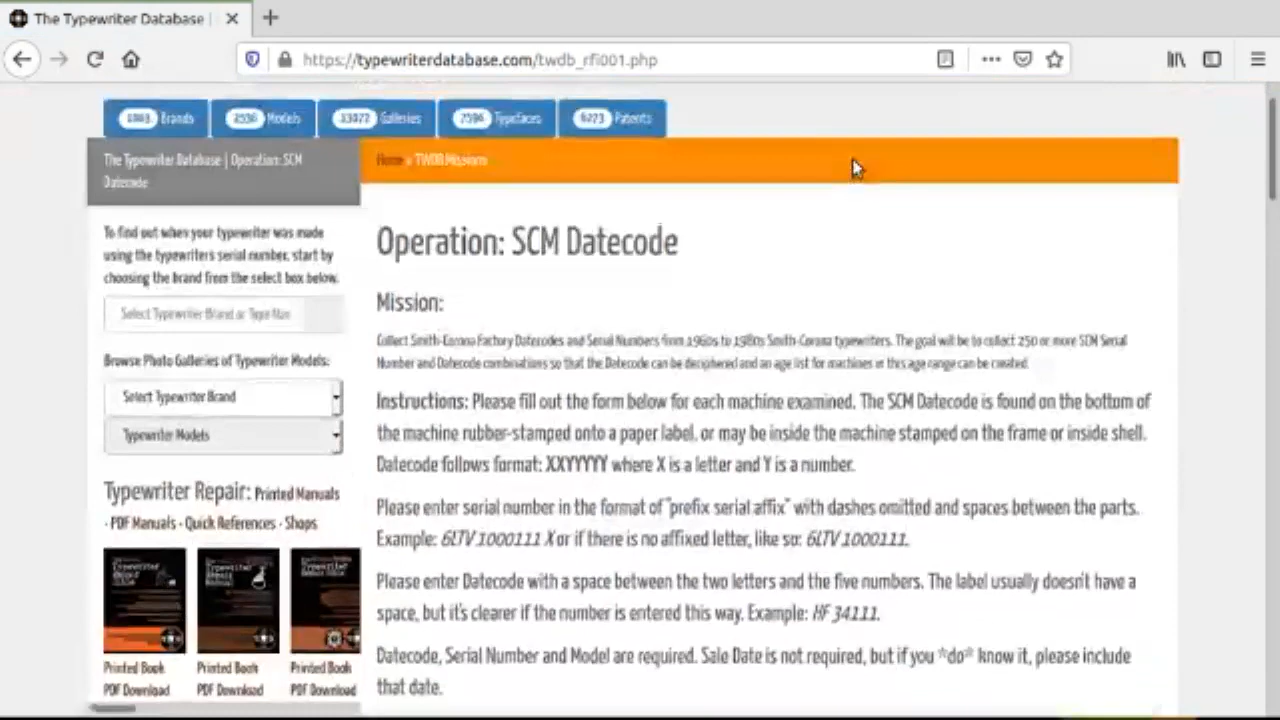 The Typewriter Database |
https://typewriterdatabase.com/twdb_rfi001.php
Brands
Models
Galleries
7596 Typefaces
6273 Patents
The Typewriter Database | Operation: SCM
Datecode
Home » TWDB Missions
To find out when your typewriter was made
using the typewriters serial number, start by
choosing the brand from the select box below.
Select Typewriter Brand or Type
Browse Photo Galleries of Typewriter Models:
Select Typewriter Brand
Typewriter Models
Typewriter Repair: Printed Manuals
· PDF Manuals · Quick References · Shops
Printed Book
PDF Download
Printed Book
PDF Download
Printed Book
PDF Download
Operation: SCM Datecode
Mission:
Collect Smith-Corona Factory Datecodes and Serial Numbers from 1960s to 1980s Smith-Corona typewriters. The goal will be to collect 250 or more SCM Serial
Number and Datecode combinations so that the Datecode can be deciphered and an age list for machines in this age range can be created.
Instructions: Please fill out the form below for each machine examined. The SCM Datecode is found on the bottom of
the machine rubber-stamped onto a paper label, or may be inside the machine stamped on the frame or inside shell.
Datecode follows format: XXYYYYY where X is a letter and Y is a number.
Please enter serial number in the format of "prefix serial affix" with dashes omitted and spaces between the parts.
Example: 6LTV 1000111 X or if there is no affixed letter, like so: 6LTV 1000111.
Please enter Datecode with a space between the two letters and the five numbers. The label usually doesn't have a
space, but it's clearer if the number is entered this way. Example: HF 34111.
Datecode, Serial Number and Model are required. Sale Date is not required, but if you *do* know it, please include
that date.